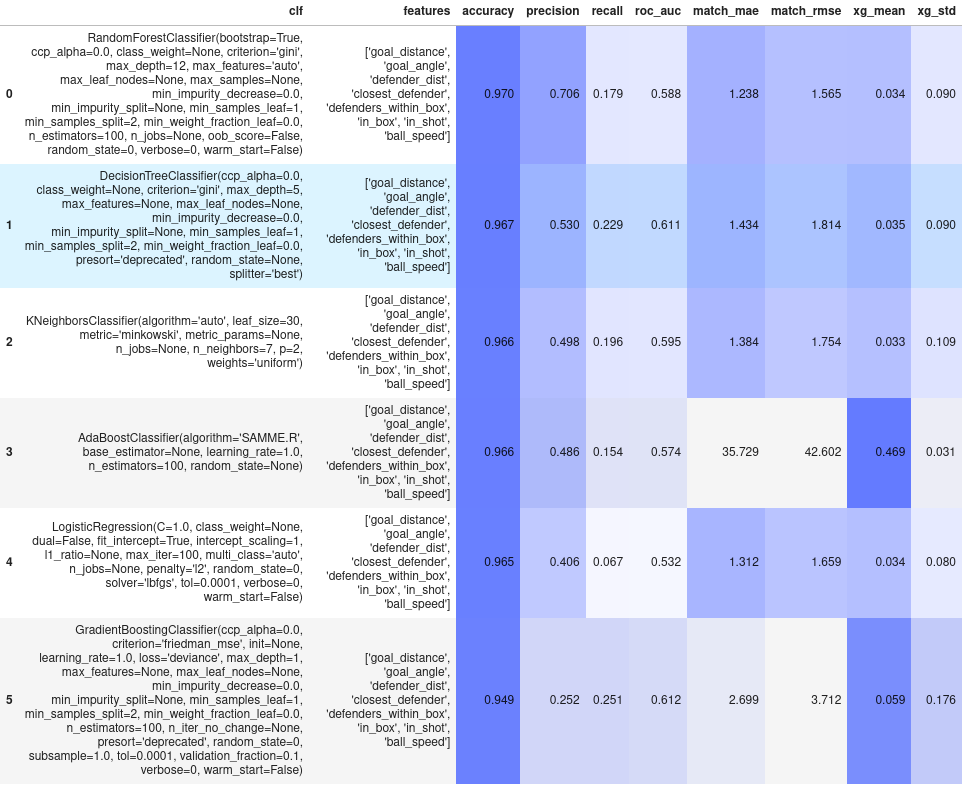 clf features accuracy precision recall roc_auc match_mae match_rmse xg_mean xg_std
0
RandomForestClassifier(bootstrap=True,
ccp_alpha=0.0, class_weight=None, criterion='gini',
max_depth=12, max_features='auto',
max_leaf_nodes=None, max_samples=None,
min_impurity_decrease=0.0,
min_impurity_split=None, min_samples_leaf=1,
min_samples_split=2, min_weight_fraction_leaf=0.0,
n_estimators=100, n_jobs=None, oob_score=False,
random_state=0, verbose=0, warm_start=False)
['goal_distance',
'goal_angle',
'defender_dist',
'closest_defender',
'defenders_within_box',
'in_box', 'in_shot',
'ball_speed']
0.970 0.706 0.179 0.588 1.238 1.565 0.034 0.090
1
DecisionTreeClassifier(ccp_alpha=0.0,
class_weight=None, criterion='gini', max_depth=5,
max_features=None, max_leaf_nodes=None,
min_impurity_decrease=0.0,
min_impurity_split=None, min_samples_leaf=1,
min_samples_split=2, min_weight_fraction_leaf=0.0,
presort='deprecated', random_state=None,
splitter='best')
['goal_distance',
'goal_angle',
'defender_dist',
'closest_defender',
'defenders_within_box',
'in_box', 'in_shot',
'ball_speed']
0.967 0.530 0.229 0.611 1.434 1.814 0.035 0.090
2
KNeighborsClassifier(algorithm='auto', leaf_size=30,
metric='minkowski', metric_params=None,
n_jobs=None, n_neighbors=7, p=2,
weights='uniform')
['goal_distance',
'goal_angle',
'defender_dist',
'closest_defender',
'defenders_within_box',
'in_box', 'in_shot',
'ball_speed']
0.966 0.498 0.196 0.595 1.384 1.754 0.033 0.109
3
AdaBoostClassifier(algorithm='SAMME.R',
base_estimator=None, learning_rate=1.0,
n_estimators=100, random_state=None)
['goal_distance',
'goal_angle',
'defender_dist',
'closest_defender',
'defenders_within_box',
'in_box', 'in_shot',
'ball_speed']
0.966 0.486 0.154 0.574 35.729 42.602 0.469 0.031
4
LogisticRegression(C=1.0, class_weight=None,
dual=False, fit_intercept=True, intercept_scaling=1,
l1_ratio=None, max_iter=100, multi_class='auto',
n_jobs=None, penalty='l2', random_state=0,
solver='lbfgs', tol=0.0001, verbose=0,
warm_start=False)
['goal_distance',
'goal_angle',
'defender_dist',
'closest_defender',
'defenders_within_box',
'in_box', 'in_shot',
'ball_speed']
0.965 0.406 0.067 0.532 1.312 1.659 0.034 0.080
5
GradientBoostingClassifier(ccp_alpha=0.0,
criterion='friedman_mse', init=None,
learning_rate=1.0, loss='deviance', max_depth=1,
max_features=None, max_leaf_nodes=None,
min_impurity_decrease=0.0,
min_impurity_split=None, min_samples_leaf=1,
min_samples_split=2, min_weight_fraction_leaf=0.0,
n_estimators=100, n_iter_no_change=None,
presort='deprecated', random_state=0,
subsample=1.0, tol=0.0001, validation_fraction=0.1,
verbose=0, warm_start=False)
['goal_distance',
'goal_angle',
'defender_dist',
'closest_defender',
'defenders_within_box',
'in_box', 'in_shot',
'ball_speed']
0.949 0.252 0.251 0.612 2.699 3.712 0.059 0.176